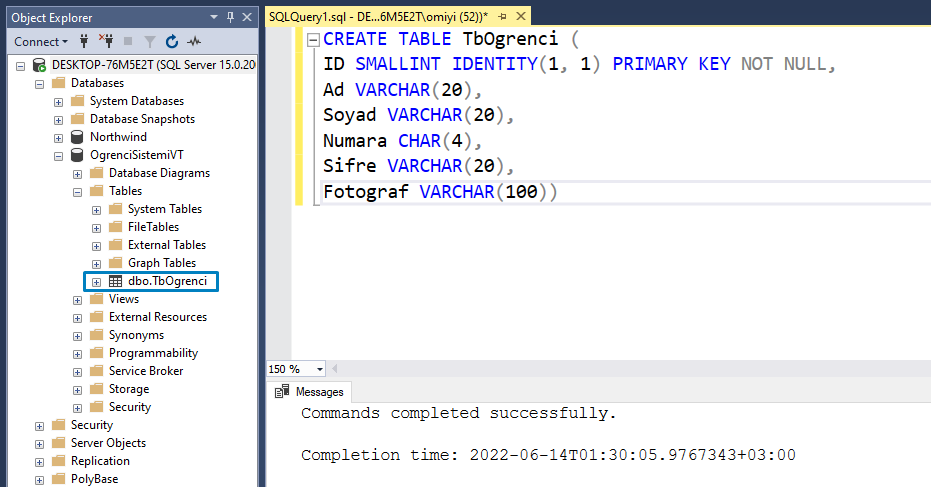 Object Explorer
Connect
DESKTOP-76M5E2T (SQL Server 15.0.20
Databases
System Databases
Database Snapshots
Northwind
OgrenciSistemiVT
Database Diagrams
Tables
System Tables
FileTables
External Tables
Graph Tables
dbo.TbOgrenci
Views
External Resources
Synonyms
Programmability
Service Broker
Storage
Security
Security
Server Objects
Replication
PolyBase
SQLQuery1.sql - DE...6M5E2T\omiyi (52))*
CREATE TABLE TbOgrenci (
ID SMALLINT IDENTITY(1, 1) PRIMARY KEY NOT NULL,
Ad VARCHAR(20),
Soyad VARCHAR(20),
Numara CHAR(4),
Sifre VARCHAR(20),
Fotograf VARCHAR(100))
150 %
Messages
Commands completed successfully.
Completion time: 2022-06-14T01:30:05.9767343+03:00